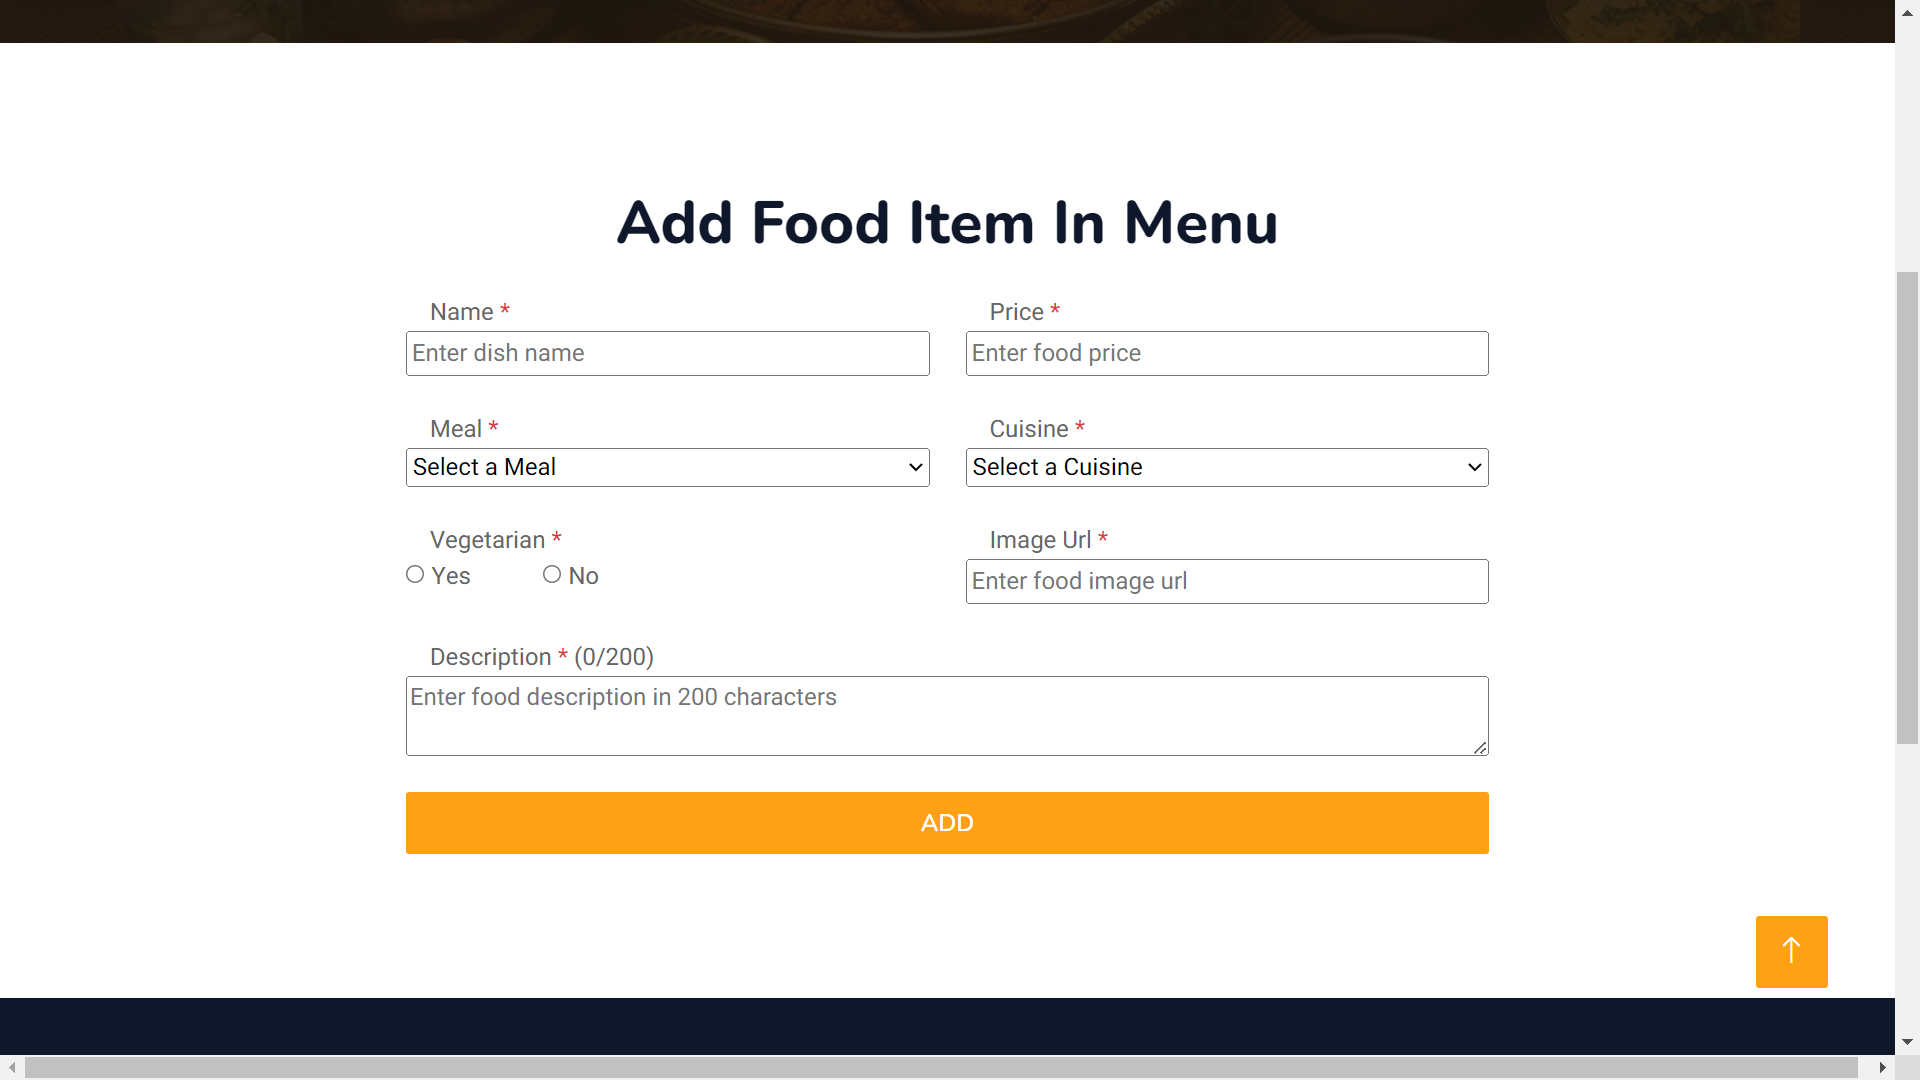 Add Food Item In Menu
Name *
Price *
Enter dish name
Enter food price
Meal *
Cuisine *
Select a Meal
Select a Cuisine
Vegetarian *
Image Url *
Yes
No
Enter food image url
Description * (0/200)
Enter food description in 200 characters
ADD